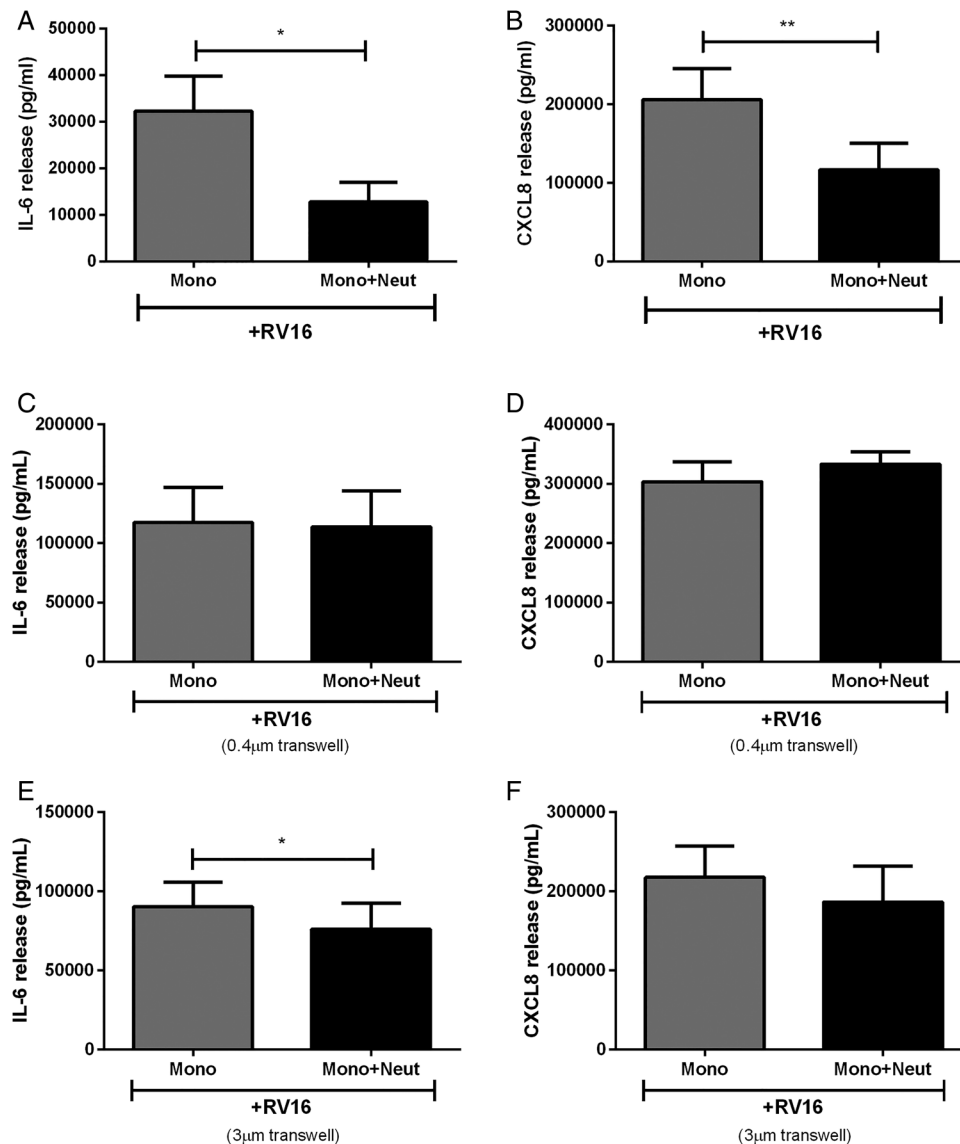 A
IL-6 release (pg/ml)
50000
40000
30000
20000
10000
0
*
Mono Mono+Neut
+RV16
B
CXCL8 release (pg/ml)
300000
200000
100000
0
**
Mono Mono+Neut
+RV16
C
IL-6 release (pg/mL)
200000
150000
100000
50000
0
Mono Mono+Neut
+RV16
(0.4μm transwell)
D
CXCL8 release (pg/mL)
400000
300000
200000
100000
0
Mono Mono+Neut
+RV16
(0.4μm transwell)
E
IL-6 release (pg/mL)
150000
100000
50000
0
*
Mono Mono+Neut
+RV16
(3μm transwell)
F
CXCL8 release (pg/mL)
300000
200000
100000
0
Mono Mono+Neut
+RV16
(3μm transwell)